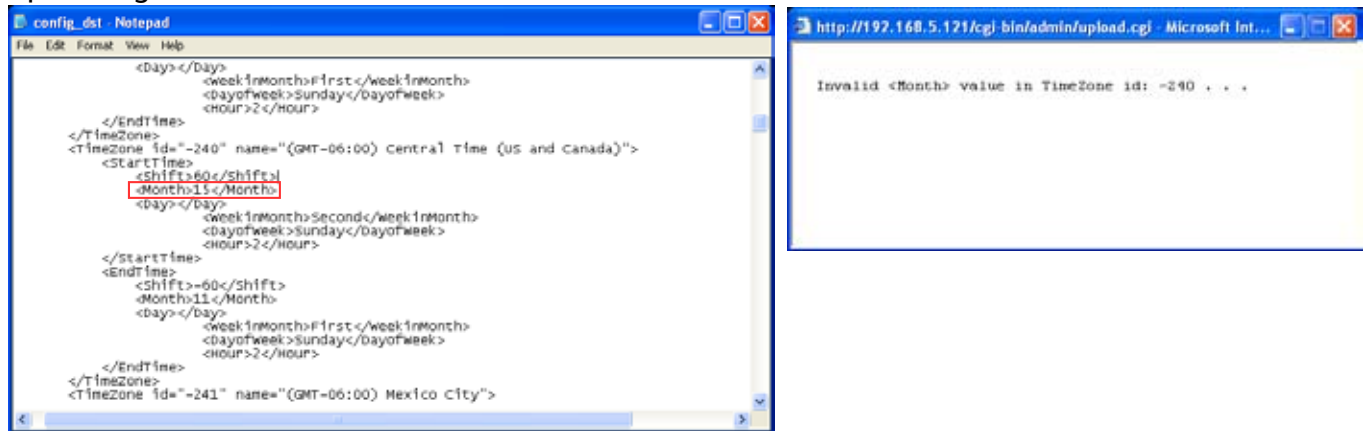 config_dst - Notepad
File Edit Format View Help
<Day></Day>
<WeekinMonth>First</WeekinMonth>
<DayofWeek>Sunday</DayofWeek>
<Hour>2</Hour>
</EndTime>
</TimeZone>
<TimeZone id="-240" name="(GMT-06:00) Central Time (US and Canada)">
<StartTime>
<Shift>60</Shift>
<Month>15</Month>
<Day></Day>
<WeekinMonth>Second</WeekinMonth>
<DayofWeek>Sunday</DayofWeek>
<Hour>2</Hour>
</StartTime>
<EndTime>
<Shift>-60</Shift>
<Month>11</Month>
<Day></Day>
<WeekinMonth>First</WeekinMonth>
<DayofWeek>Sunday</DayofWeek>
<Hour>2</Hour>
</EndTime>
</TimeZone>
<TimeZone id="-241" name="(GMT-06:00) Mexico City">
http://192.168.5.121/cgi-bin/admin/upload.cgi - Microsoft Int...
Invalid <Month> value in TimeZone id: -240 . . .